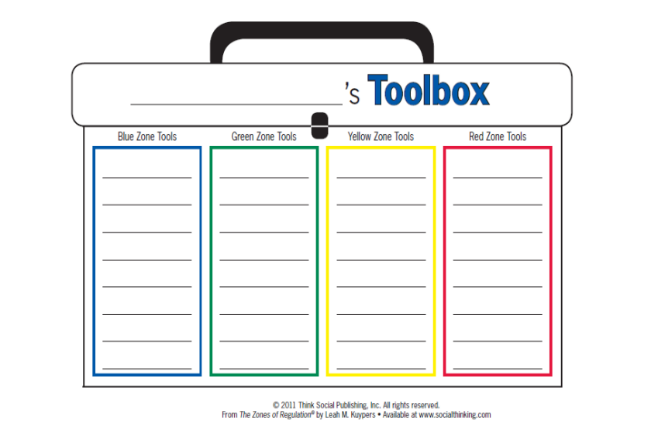 's Toolbox
Blue Zone Tools
Green Zone Tools
Yellow Zone Tools
Red Zone Tools
© 2011 Think Social Publishing, Inc. All rights reserved.
From The Zones of Regulation® by Leah M. Kuypers • Available at www.socialthinking.com